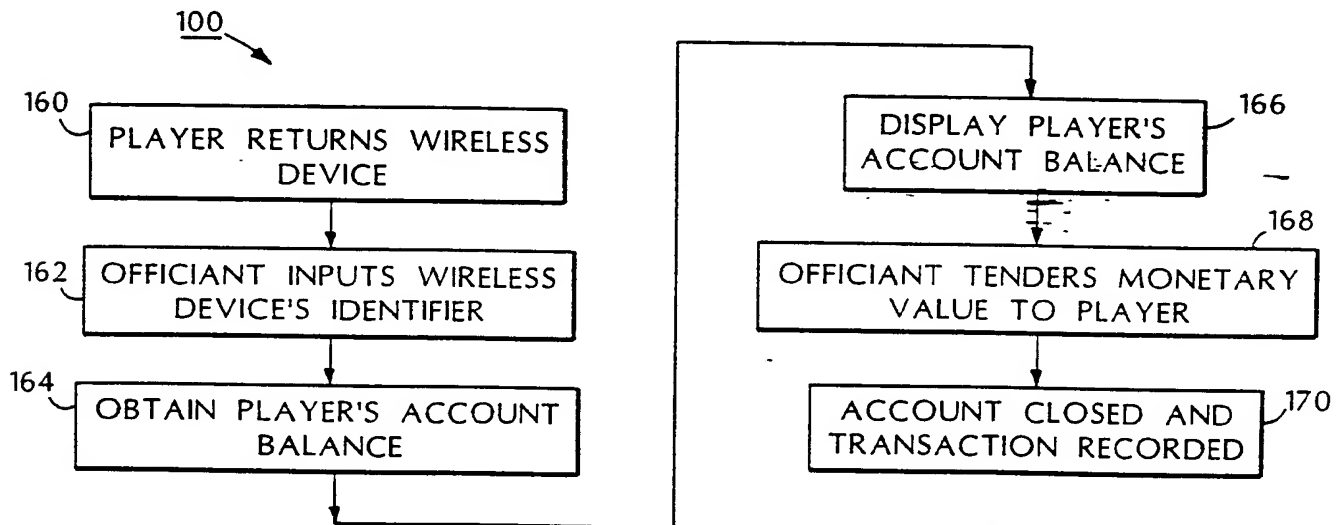 100
160
PLAYER RETURNS WIRELESS
DEVICE
162
OFFICIANT INPUTS WIRELESS
DEVICE'S IDENTIFIER
164
OBTAIN PLAYER'S ACCOUNT
BALANCE
166
DISPLAY PLAYER'S
ACCOUNT BALANCE
168
OFFICIANT TENDERS MONETARY
VALUE TO PLAYER
170
ACCOUNT CLOSED AND
TRANSACTION RECORDED